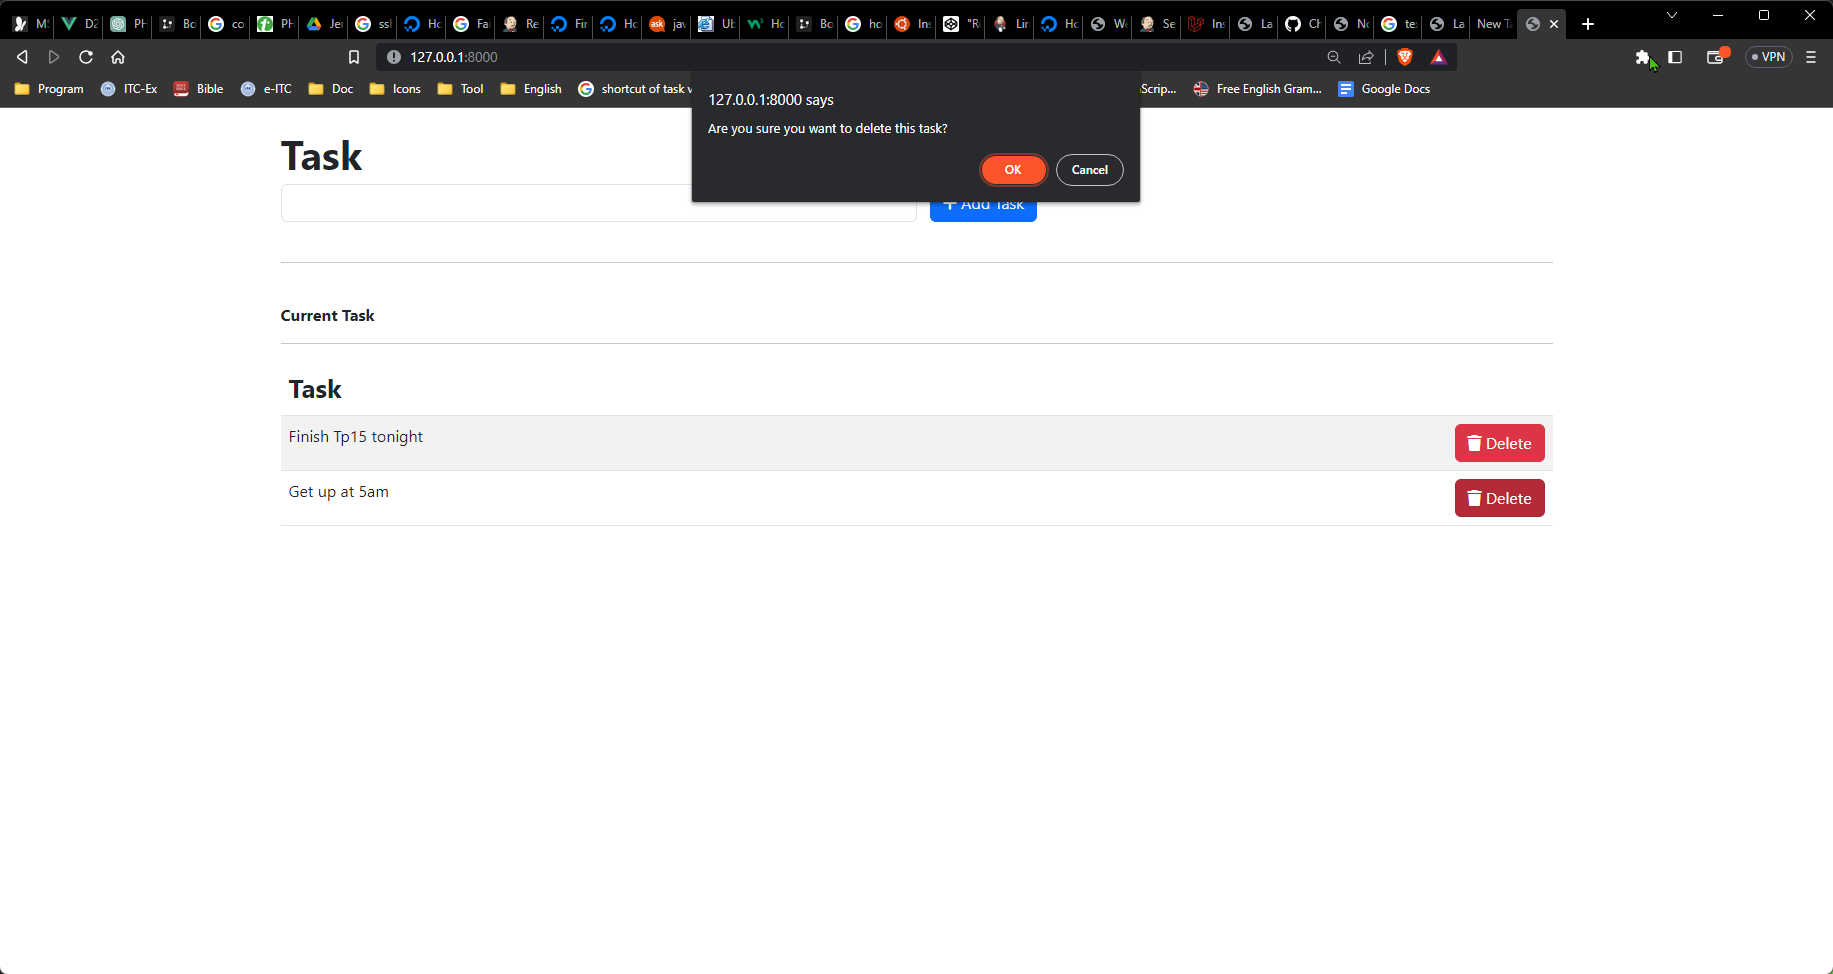 127.0.0.1:8000
VPN
Program ITC-Ex Bible e-ITC Doc Icons Tool English shortcut of task Free English Gram... Google Docs
127.0.0.1:8000 says
Are you sure you want to delete this task?
OK Cancel
Task
+ Add Task
Current Task
Task
Finish Tp15 tonight Delete
Get up at 5am Delete